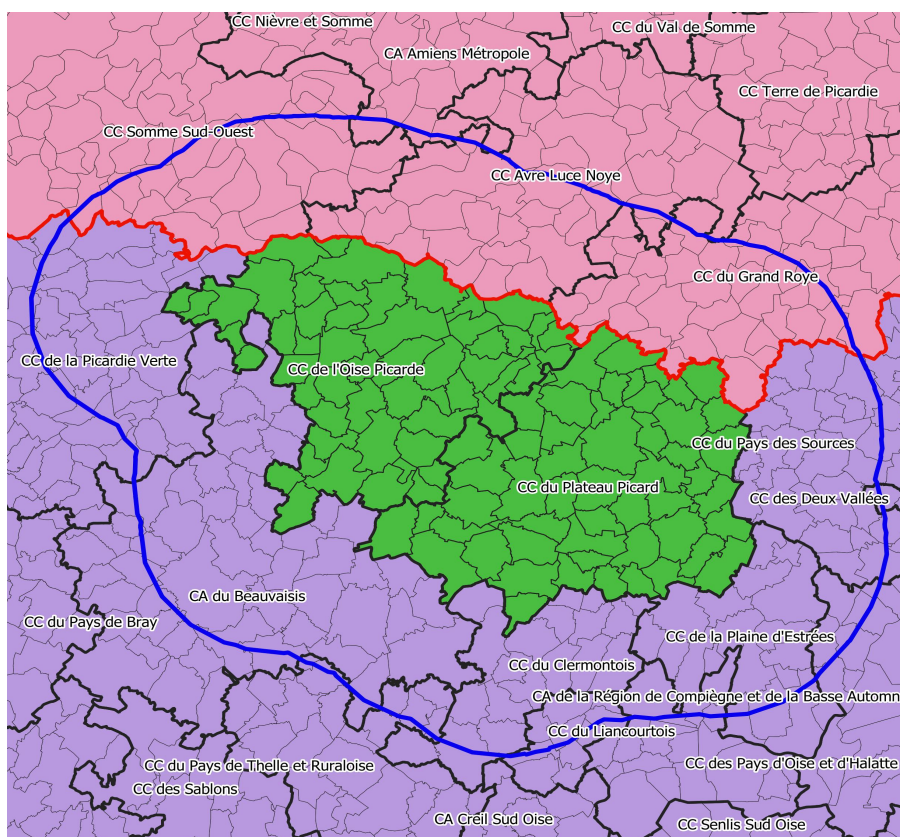 CC Nièvre et Somme
CC du Val de Somme
CA Amiens Métropole
CC Terre de Picardie
CC Somme Sud-Ouest
CC Avre Luce Noye
CC du Grand Roye
CC de la Picardie Verte
CC de l'Oise Picarde
CC du Pays des Sources
CC du Plateau Picard
CC des Deux Vallées
CA du Beauvaisis
CC du Pays de Bray
CC de la Plaine d'Estrées
CC du Clermontois
CA de la Région de Compiègne et de la Basse Automn
CC du Liancourtois
CC du Pays de Thelle et Ruraloise
CC des Pays d'Oise et d'Halatte
CC des Sablons
CA Creil Sud Oise
CC Senlis Sud Oise